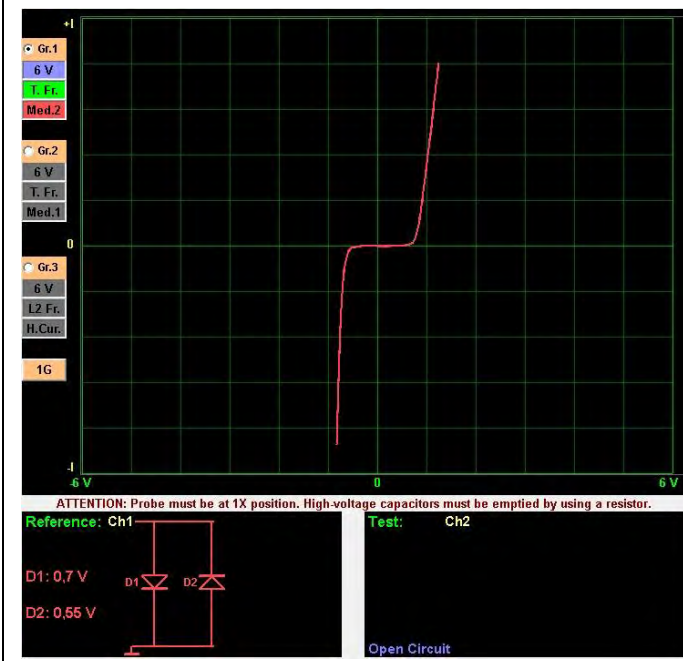 +I
Gr.1
6 V
T. Fr.
Med.2
Gr.2
6 V
T. Fr.
Med.1
0
Gr.3
6 V
L2 Fr.
H.Cur.
1G
-I
-6 V 0 6 V
ATTENTION: Probe must be at 1X position. High-voltage capacitors must be emptied by using a resistor.
Reference: Ch1
D1: 0,7 V
D1 D2
D2: 0,55 V
Test: Ch2
Open Circuit